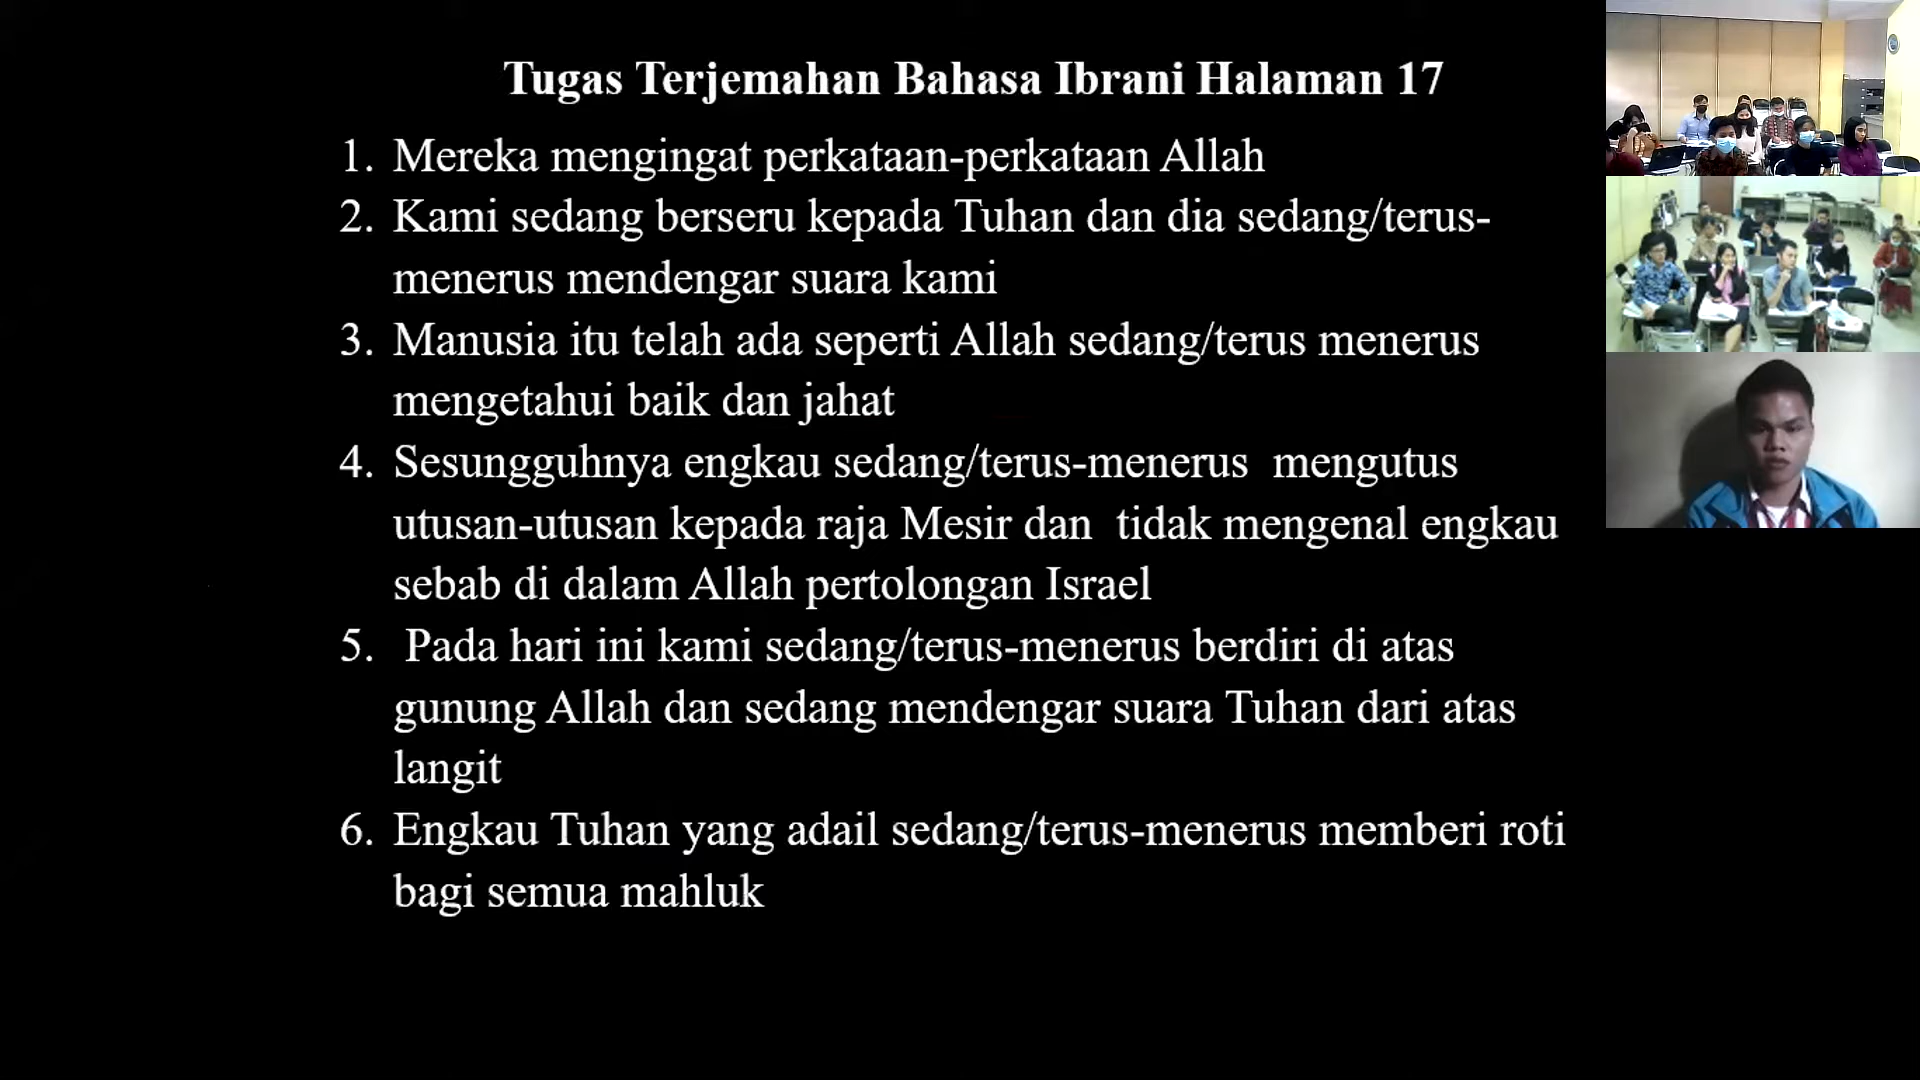 Tugas Terjemahan Bahasa Ibrani Halaman 17
1. Mereka mengingat perkataan-perkataan Allah
2. Kami sedang berseru kepada Tuhan dan dia sedang/terus-
menerus mendengar suara kami
3. Manusia itu telah ada seperti Allah sedang/terus menerus
mengetahui baik dan jahat
4. Sesungguhnya engkau sedang/terus-menerus mengutus
utusan-utusan kepada raja Mesir dan tidak mengenal engkau
sebab di dalam Allah pertolongan Israel
5. Pada hari ini kami sedang/terus-menerus berdiri di atas
gunung Allah dan sedang mendengar suara Tuhan dari atas
langit
6. Engkau Tuhan yang adail sedang/terus-menerus memberi roti
bagi semua mahluk